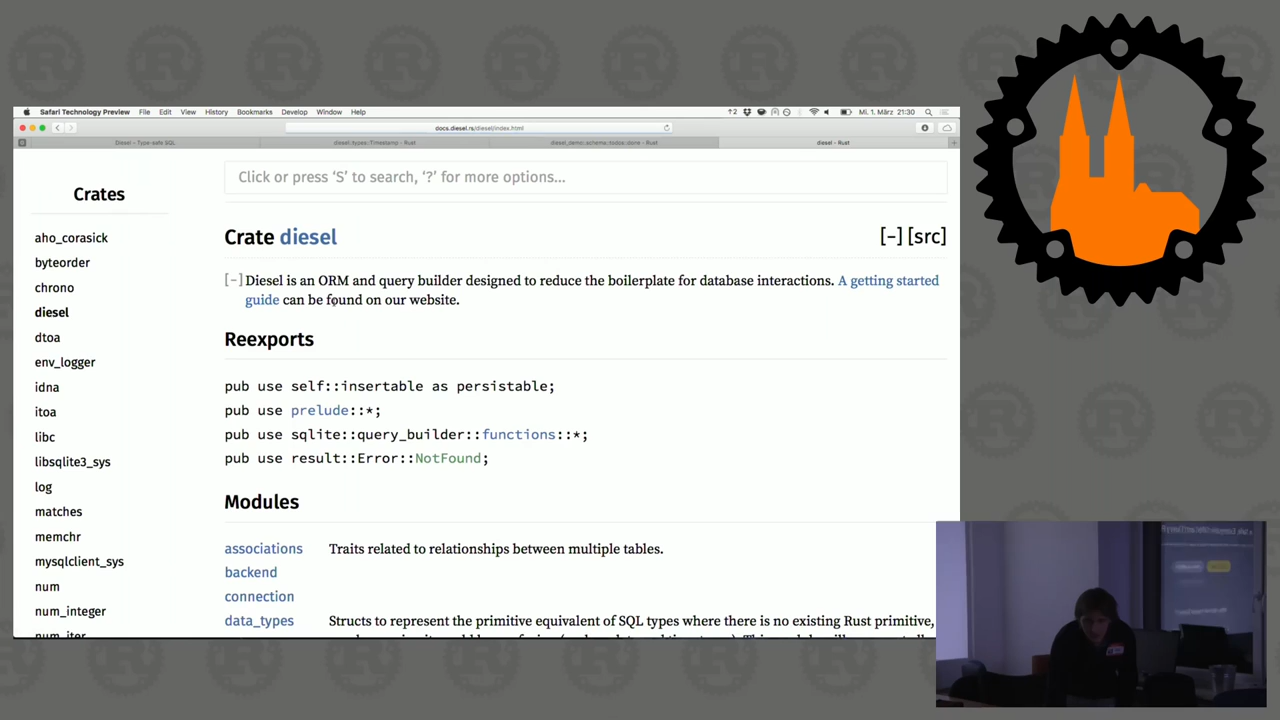 Safari Technology Preview File Edit View History Bookmarks Develop Window Help
Mi. 1. März 21:30
docs.diesel.rs/diesel/index.html
Diesel – Type-safe SQL
diesel::types::Timestamp - Rust
diesel_demo::schema::todos::done - Rust
diesel - Rust
Click or press ‘S’ to search, ‘?’ for more options…
Crates
aho_corasick
byteorder
chrono
diesel
dtoa
env_logger
idna
itoa
libc
libsqlite3_sys
log
matches
memchr
mysqlclient_sys
num
num_integer
num_iter
Crate diesel
[−] [src]
[-] Diesel is an ORM and query builder designed to reduce the boilerplate for database interactions. A getting started
guide can be found on our website.
Reexports
pub use self::insertable as persistable;
pub use prelude::*;
pub use sqlite::query_builder::functions::*;
pub use result::Error::NotFound;
Modules
associations Traits related to relationships between multiple tables.
backend
connection
data_types Structs to represent the primitive equivalent of SQL types where there is no existing Rust primitive,